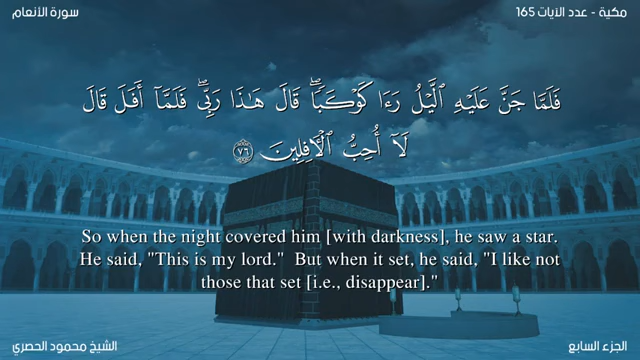 سورة الأنعام
مكية - عدد الآيات 165
فَلَمَّا جَنَّ عَلَيْهِ ٱلَّيْلُ رَءَا كَوْكَبًاۖ قَالَ هَٰذَا رَبِّىۖ فَلَمَّآ أَفَلَ قَالَ
لَآ أُحِبُّ ٱلْأٓفِلِينَ ٧٦
So when the night covered him [with darkness], he saw a star.
He said, "This is my lord." But when it set, he said, "I like not
those that set [i.e., disappear]."
الشيخ محمود الحصري
الجزء السابع